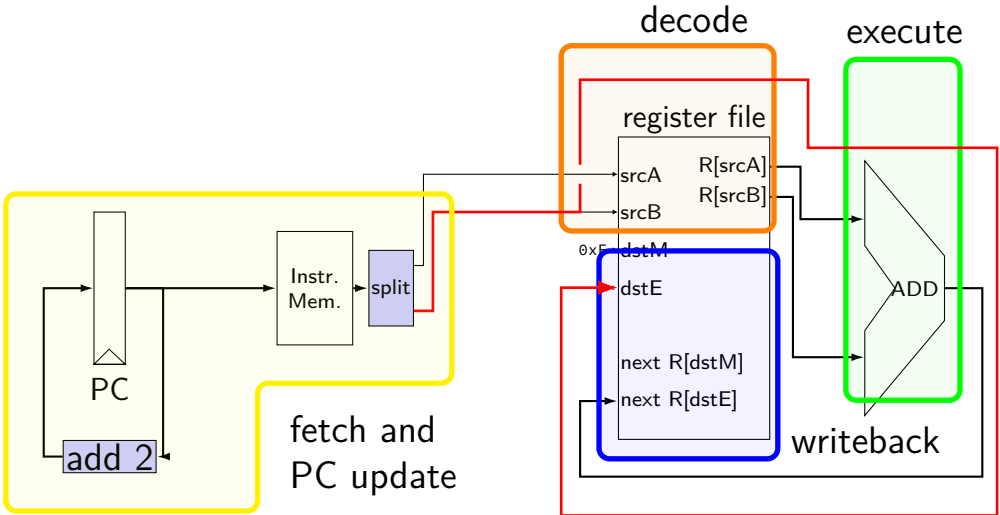 decode
execute
register file
srcA
R[srcA]
R[srcB]
srcB
0xF
dstM
Instr.
Mem.
split
dstE
ADD
PC
next R[dstM]
next R[dstE]
add 2
fetch and
PC update
writeback